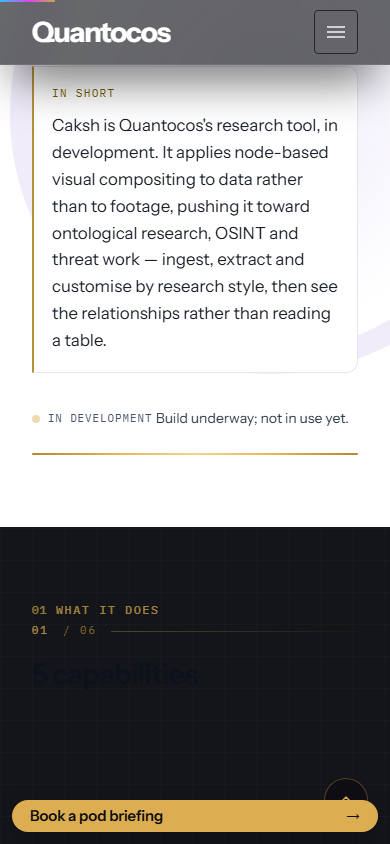 Quantocos
IN SHORT
Caksh is Quantocos's research tool, in
development. It applies node-based
visual compositing to data rather
than to footage, pushing it toward
ontological research, OSINT and
threat work — ingest, extract and
customise by research style, then see
the relationships rather than reading
a table.
IN DEVELOPMENT Build underway; not in use yet.
01 WHAT IT DOES
01 / 06
5 capabilities
Book a pod briefing →